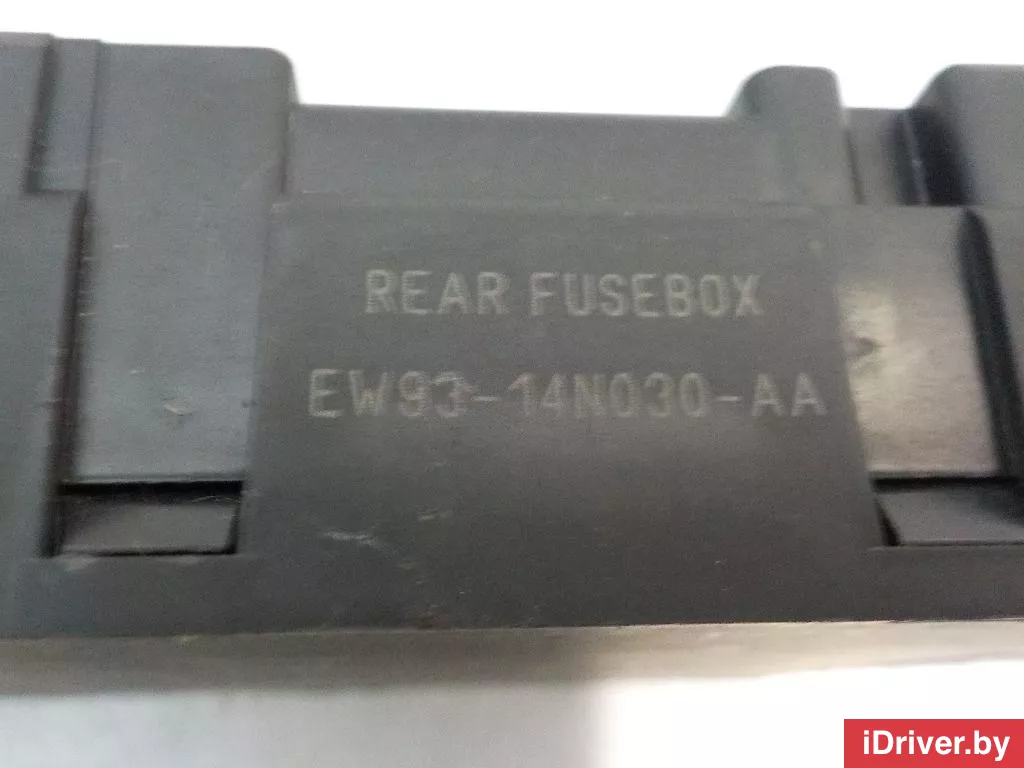 REAR FUSEBOX
EW93-14N030-AA
iDriver.by